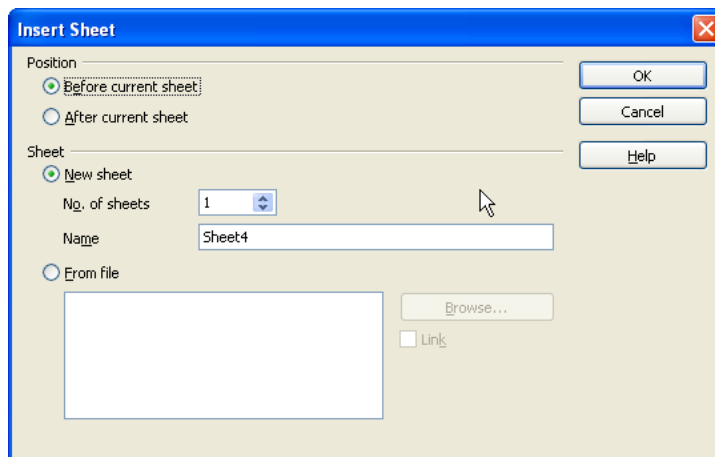 Insert Sheet
Position
Before current sheet
After current sheet
OK
Cancel
Help
Sheet
New sheet
No. of sheets 1
Name Sheet4
From file
Browse...
Link